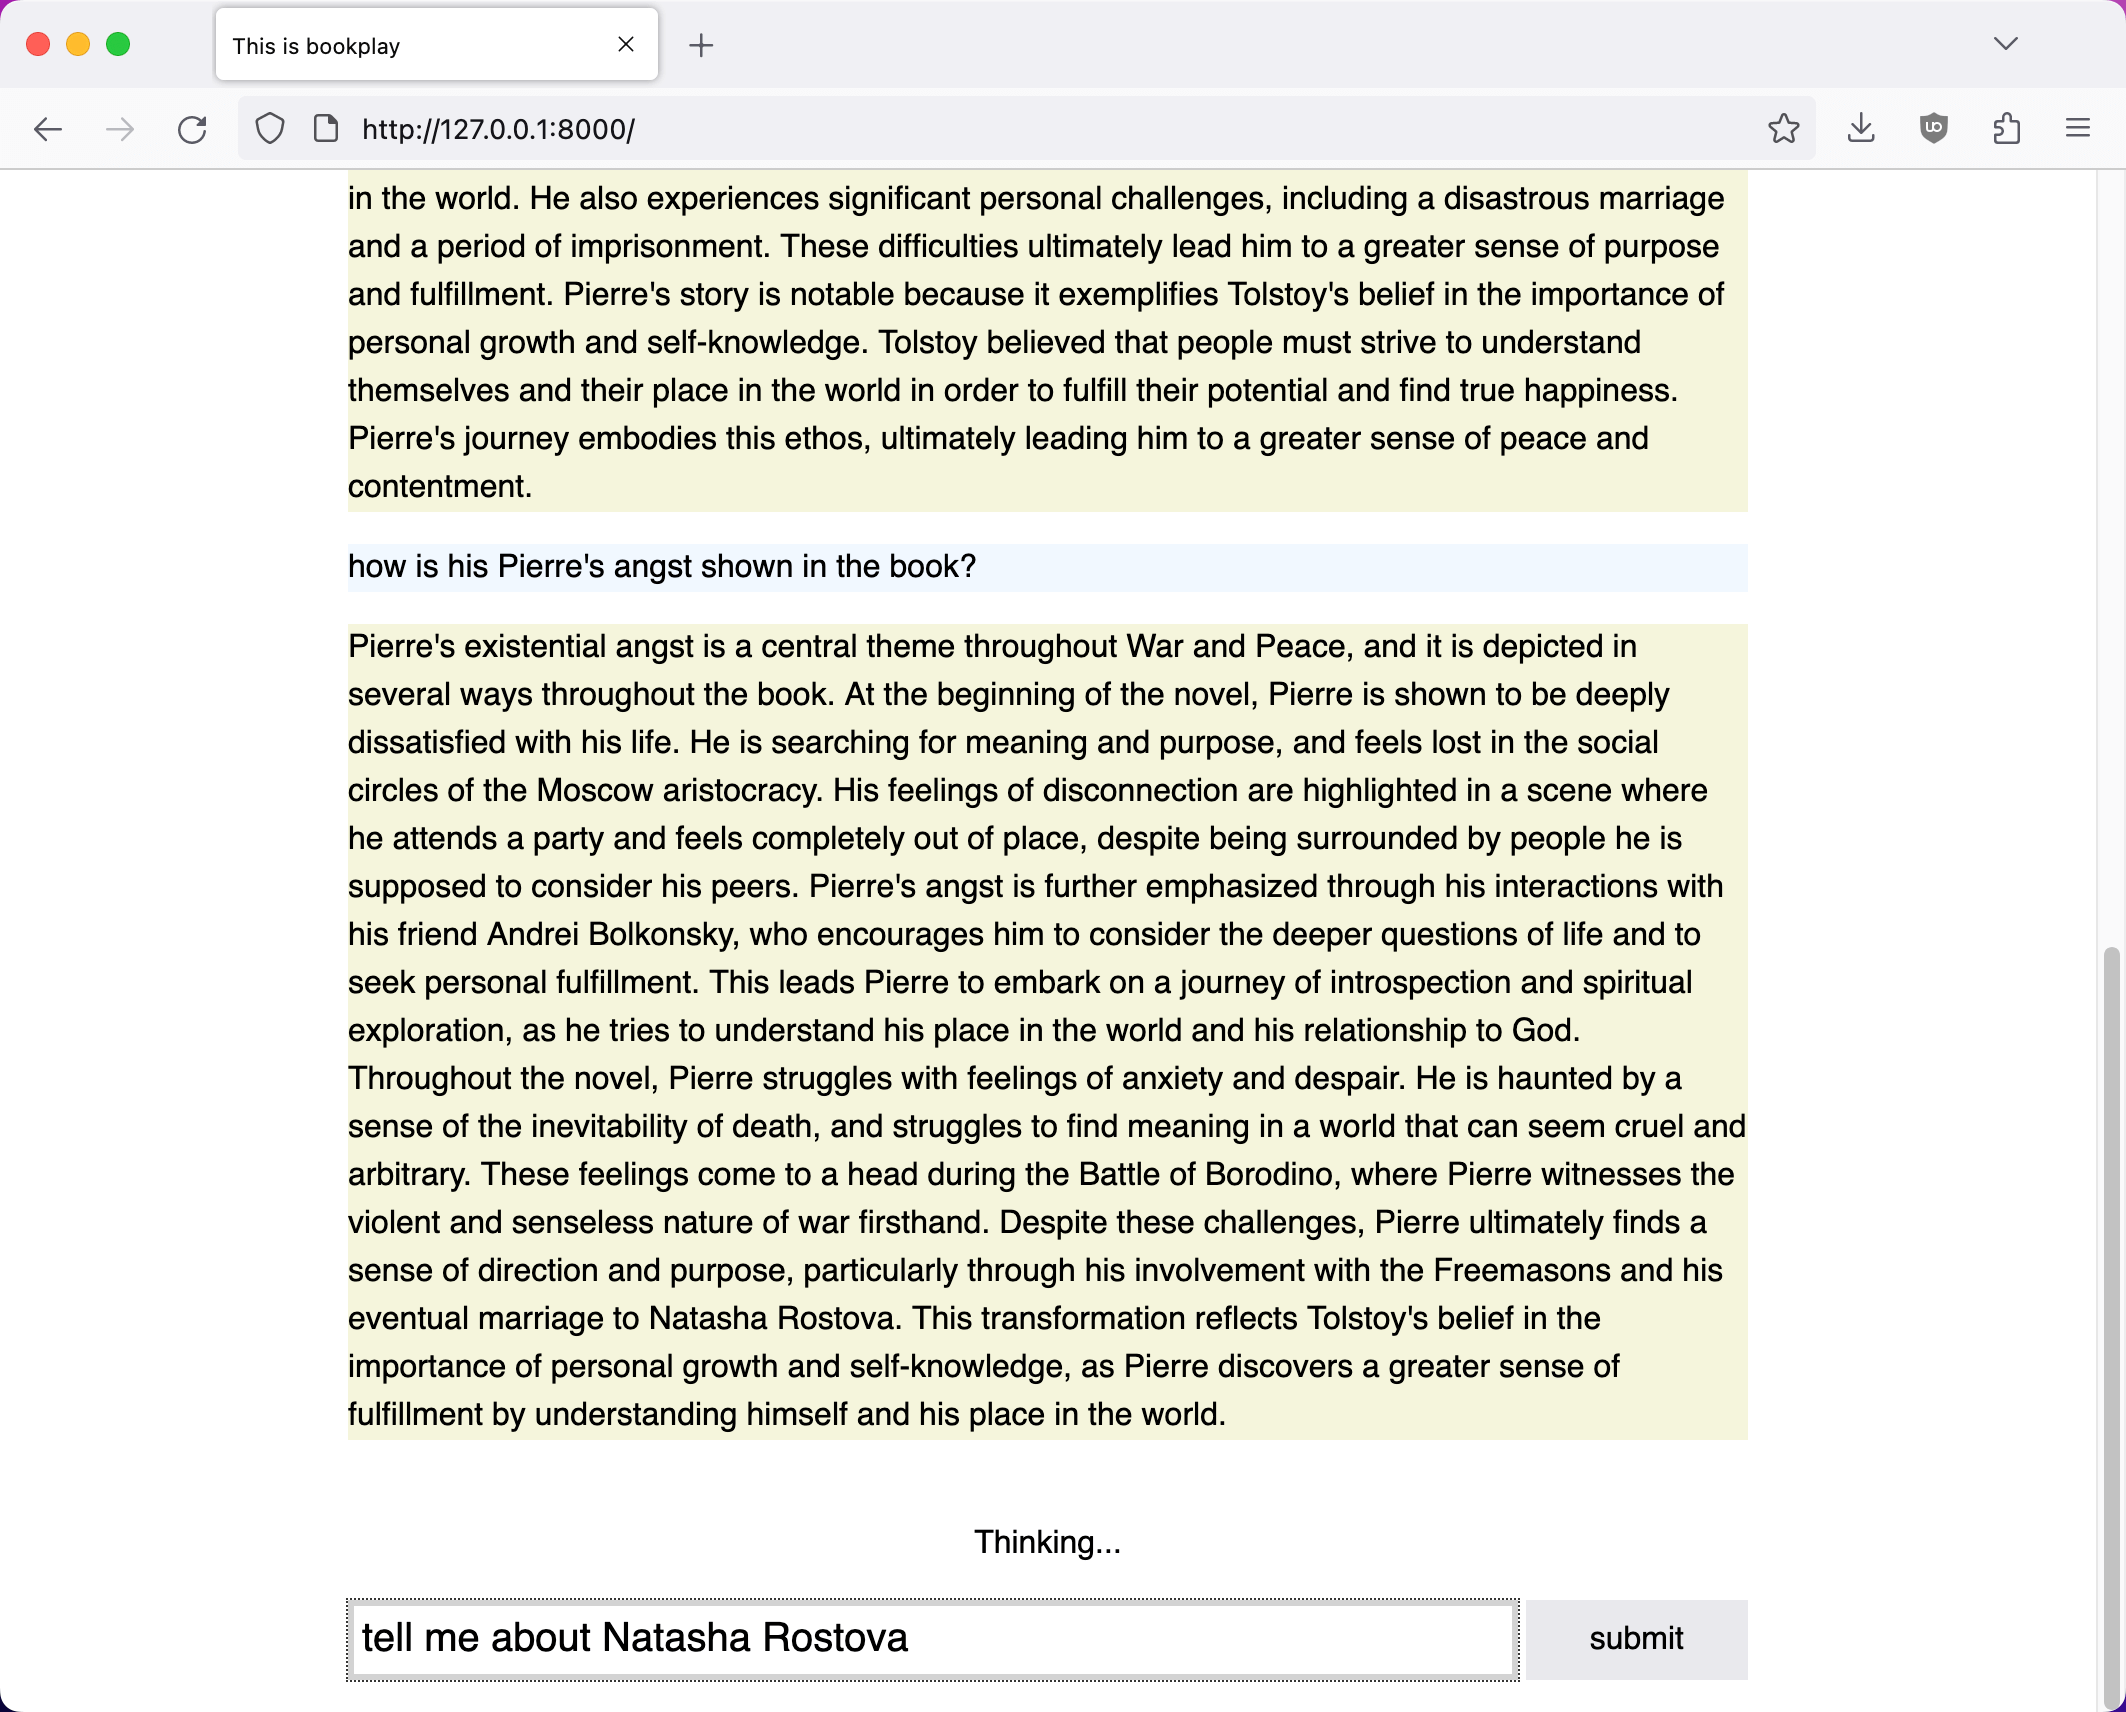 This is bookplay
http://127.0.0.1:8000/
in the world. He also experiences significant personal challenges, including a disastrous marriage
and a period of imprisonment. These difficulties ultimately lead him to a greater sense of purpose
and fulfillment. Pierre's story is notable because it exemplifies Tolstoy's belief in the importance of
personal growth and self-knowledge. Tolstoy believed that people must strive to understand
themselves and their place in the world in order to fulfill their potential and find true happiness.
Pierre's journey embodies this ethos, ultimately leading him to a greater sense of peace and
contentment.
how is his Pierre's angst shown in the book?
Pierre's existential angst is a central theme throughout War and Peace, and it is depicted in
several ways throughout the book. At the beginning of the novel, Pierre is shown to be deeply
dissatisfied with his life. He is searching for meaning and purpose, and feels lost in the social
circles of the Moscow aristocracy. His feelings of disconnection are highlighted in a scene where
he attends a party and feels completely out of place, despite being surrounded by people he is
supposed to consider his peers. Pierre's angst is further emphasized through his interactions with
his friend Andrei Bolkonsky, who encourages him to consider the deeper questions of life and to
seek personal fulfillment. This leads Pierre to embark on a journey of introspection and spiritual
exploration, as he tries to understand his place in the world and his relationship to God.
Throughout the novel, Pierre struggles with feelings of anxiety and despair. He is haunted by a
sense of the inevitability of death, and struggles to find meaning in a world that can seem cruel and
arbitrary. These feelings come to a head during the Battle of Borodino, where Pierre witnesses the
violent and senseless nature of war firsthand. Despite these challenges, Pierre ultimately finds a
sense of direction and purpose, particularly through his involvement with the Freemasons and his
eventual marriage to Natasha Rostova. This transformation reflects Tolstoy's belief in the
importance of personal growth and self-knowledge, as Pierre discovers a greater sense of
fulfillment by understanding himself and his place in the world.
Thinking...
tell me about Natasha Rostova
submit